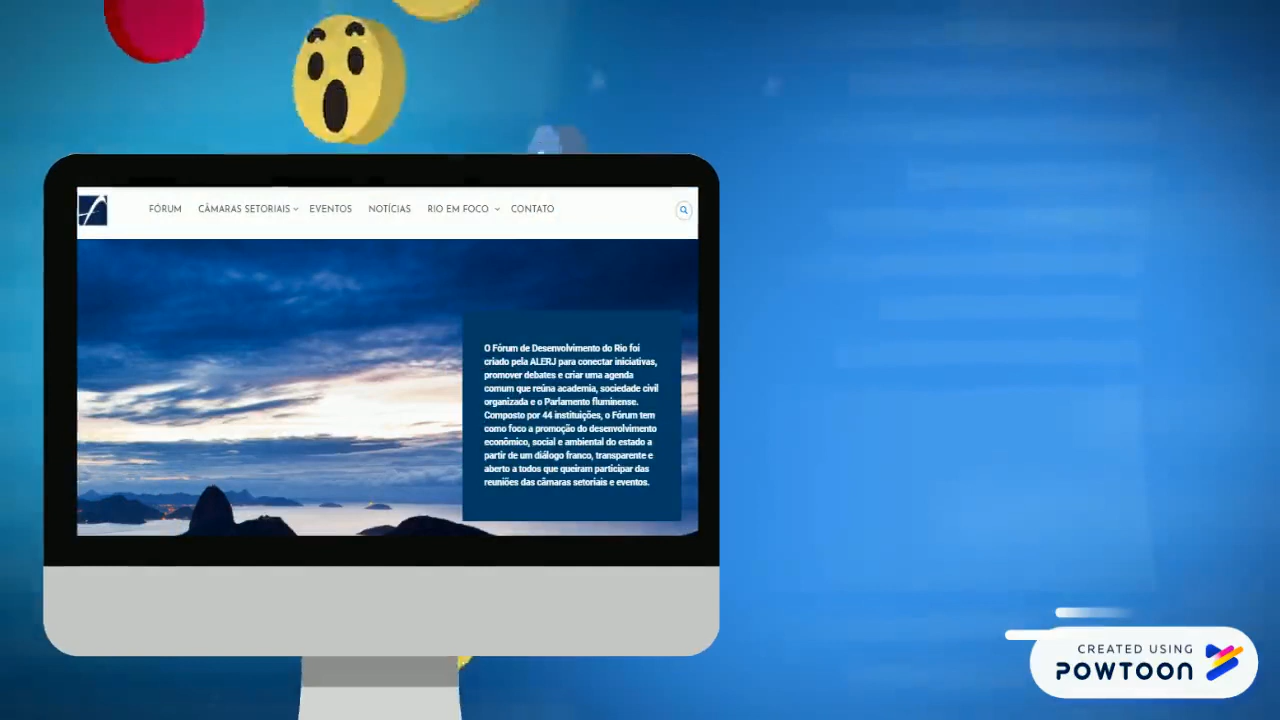 FÓRUM CÂMARAS SETORIAIS EVENTOS NOTÍCIAS RIO EM FOCO CONTATO
O Fórum de Desenvolvimento do Rio foi
criado pela ALERJ para conectar iniciativas,
promover debates e criar uma agenda
comum que reúna academia, sociedade civil
organizada e o Parlamento fluminense.
Composto por 44 instituições, o Fórum tem
como foco a promoção do desenvolvimento
econômico, social e ambiental do estado a
partir de um diálogo franco, transparente e
aberto a todos que queiram participar das
reuniões das câmaras setoriais e eventos.
CREATED USING
POWTOON